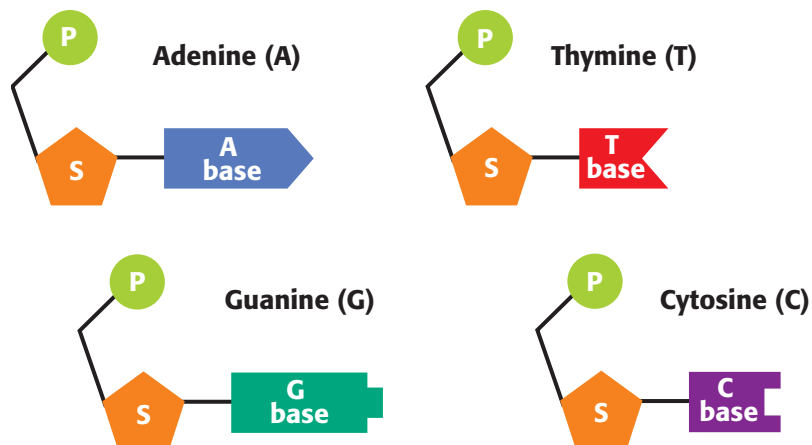 P
Adenine (A)
S
A
base
P
Thymine (T)
S
T
base
P
Guanine (G)
S
G
base
P
Cytosine (C)
S
C
base